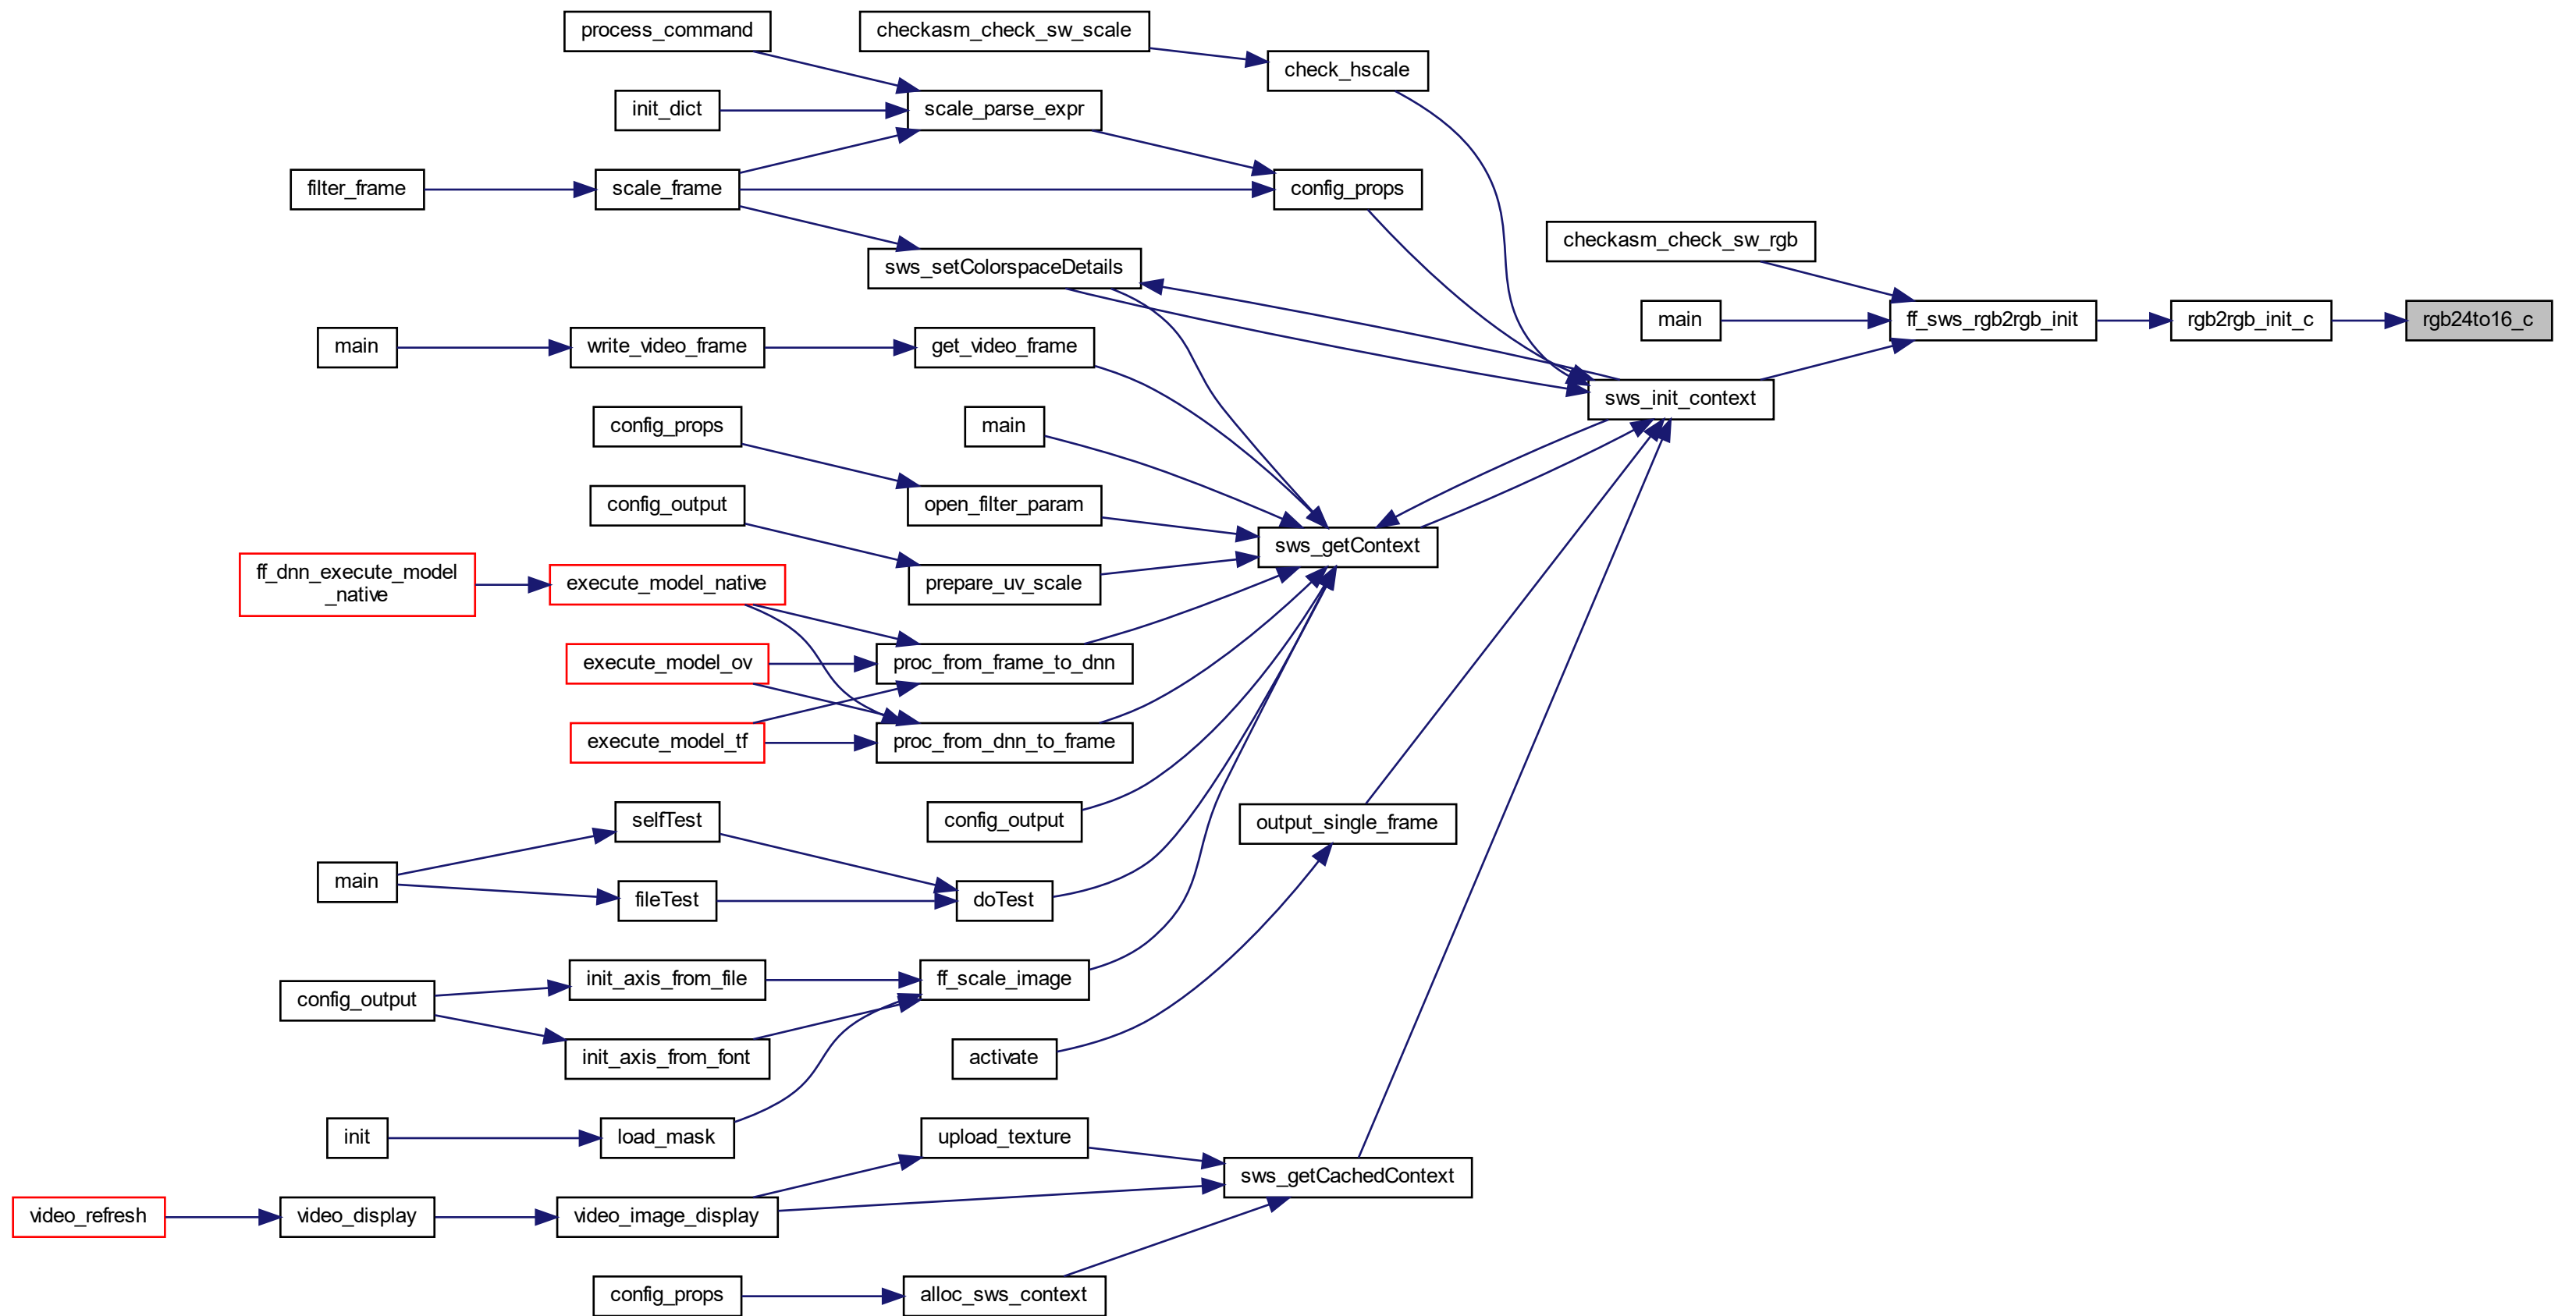 process_command
checkasm_check_sw_scale
check_hscale
init_dict
scale_parse_expr
filter_frame
scale_frame
config_props
checkasm_check_sw_rgb
sws_setColorspaceDetails
main
ff_sws_rgb2rgb_init
rgb2rgb_init_c
rgb24to16_c
main
write_video_frame
get_video_frame
sws_init_context
config_props
main
config_output
open_filter_param
sws_getContext
ff_dnn_execute_model
_native
execute_model_native
prepare_uv_scale
execute_model_ov
proc_from_frame_to_dnn
execute_model_tf
proc_from_dnn_to_frame
selfTest
config_output
output_single_frame
main
fileTest
doTest
init_axis_from_file
ff_scale_image
config_output
init_axis_from_font
activate
init
load_mask
upload_texture
sws_getCachedContext
video_refresh
video_display
video_image_display
config_props
alloc_sws_context